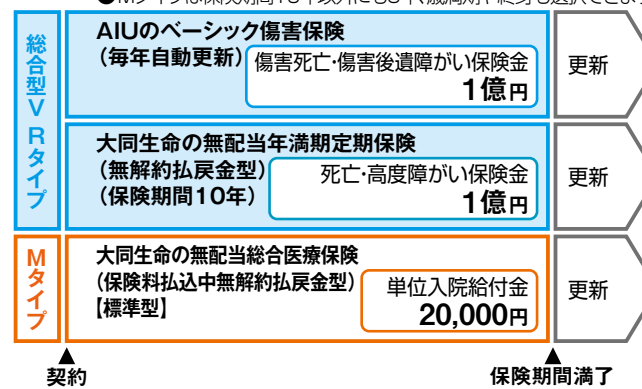 総合型V Rタイプ
AIUのベーシック傷害保険
(毎年自動更新)
傷害死亡・傷害後遺障がい保険金
1億円
更新
大同生命の無配当年満期定期保険
(無解約払戻金型)
(保険期間10年)
死亡・高度障がい保険金
1億円
更新
Mタイプ
大同生命の無配当総合医療保険
(保険料払込中無解約払戻金型)
【標準型】
単位入院給付金
20,000円
更新
▲
契約
▲
保険期間満了